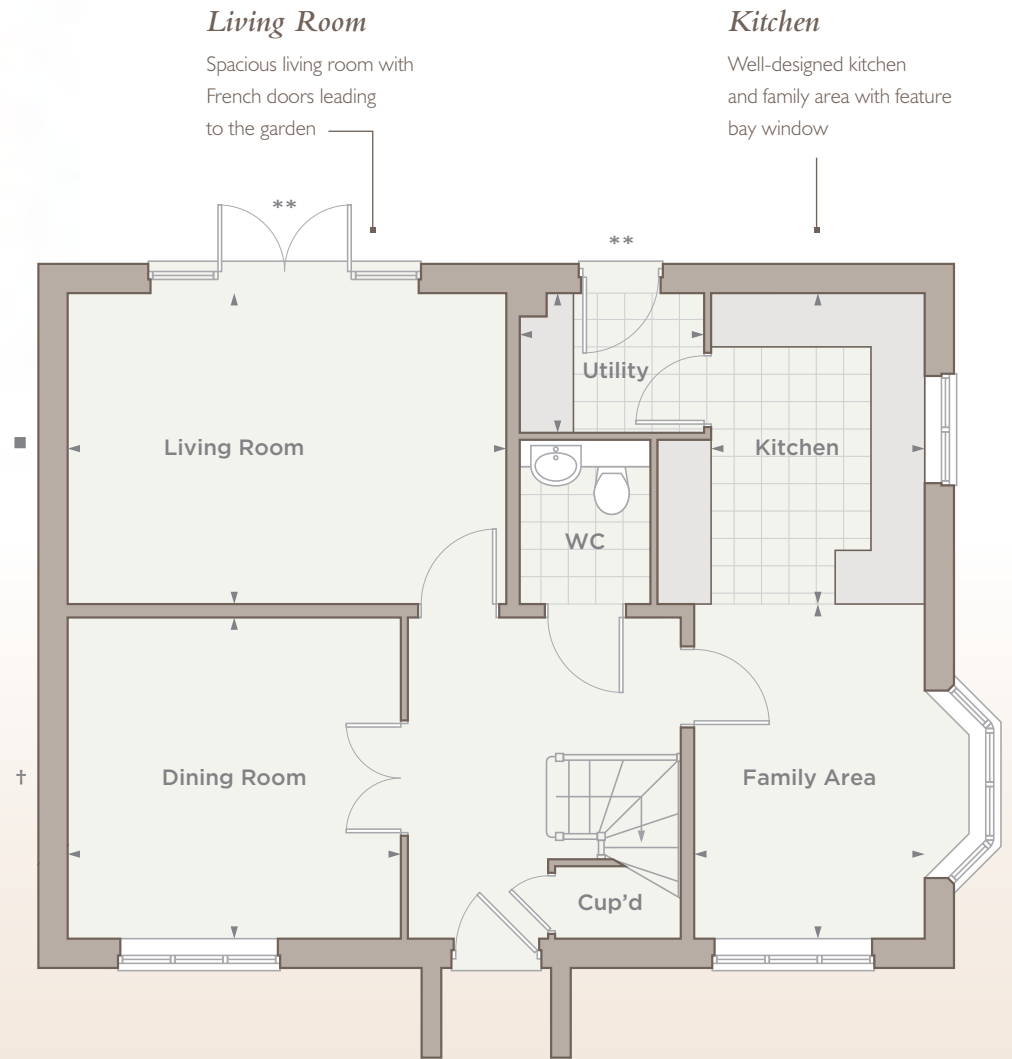 Living Room
Spacious living room with
French doors leading
to the garden
Kitchen
Well-designed kitchen
and family area with feature
bay window
**
**
Utility
■
Living Room
Kitchen
WC
†
Dining Room
Family Area
Cup'd